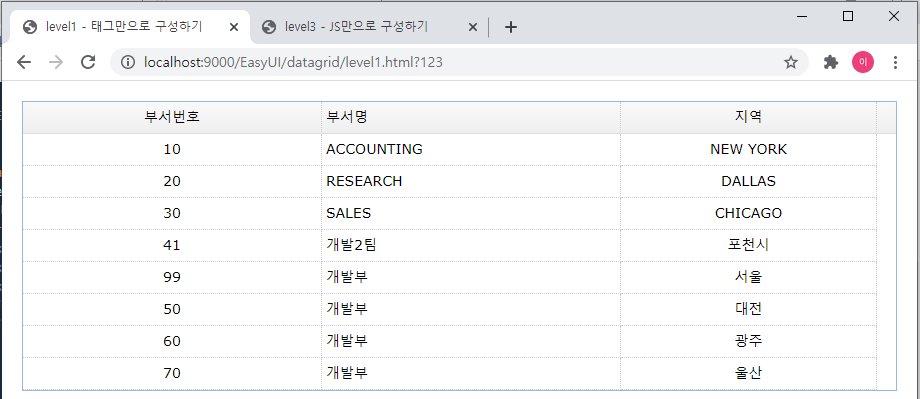 level1 - 태그만으로 구성하기 level3 - JS만으로 구성하기
localhost:9000/EasyUI/datagrid/level1.html?123 이
부서번호 부서명 지역
10 ACCOUNTING NEW YORK
20 RESEARCH DALLAS
30 SALES CHICAGO
41 개발2팀 포천시
99 개발부 서울
50 개발부 대전
60 개발부 광주
70 개발부 울산